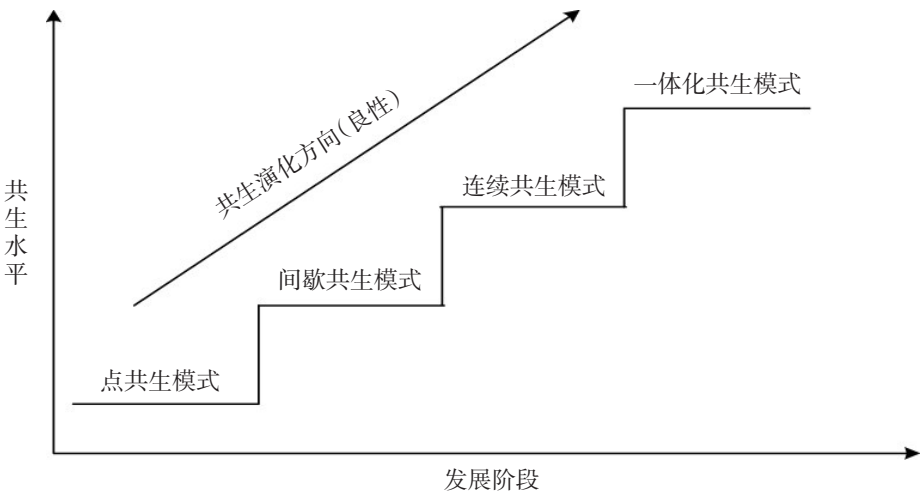 一体化共生模式
共生演化方向(良性)
连续共生模式
共生水平
间歇共生模式
点共生模式
发展阶段